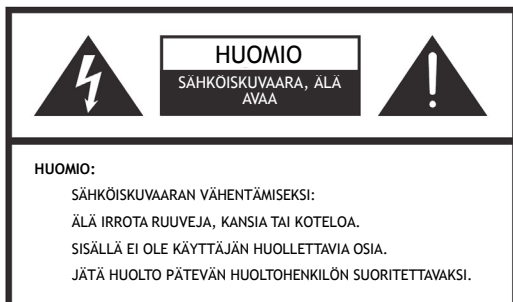 HUOMIO
SÄHKÖISKUVAARA, ÄLÄ
AVAA
HUOMIO:
SÄHKÖISKUVAARAN VÄHENTÄMISEKSI:
ÄLÄ IRROTA RUUVEJA, KANSIA TAI KOTELOA.
SISÄLLÄ EI OLE KÄYTTÄJÄN HUOLLETTAVIA OSIA.
JÄTÄ HUOLTO PÄTEVÄN HUOLTOHENKILÖN SUORITETTAVAKSI.